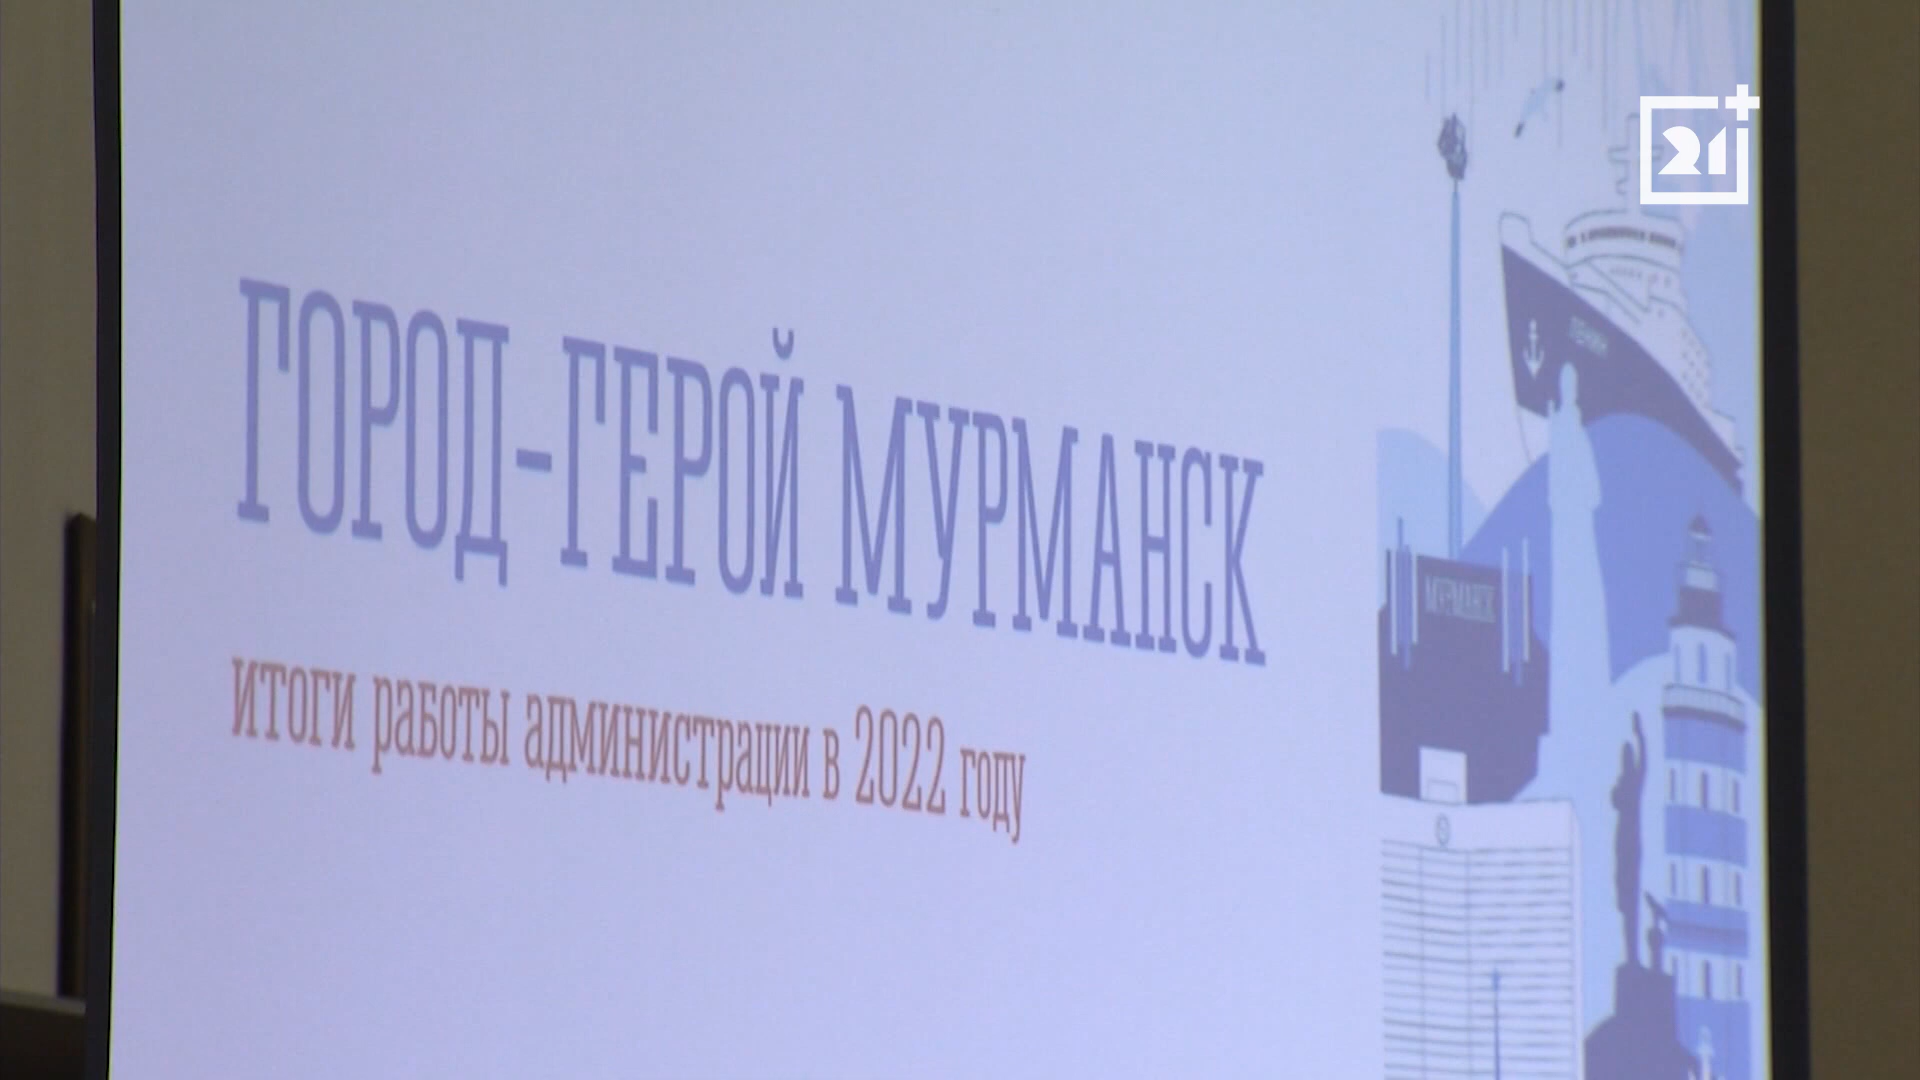 21+
ЛЕНИН
ГОРОД-ГЕРОЙ МУРМАНСК
МУРМАНСК
итоги работы администрации в 2022 году